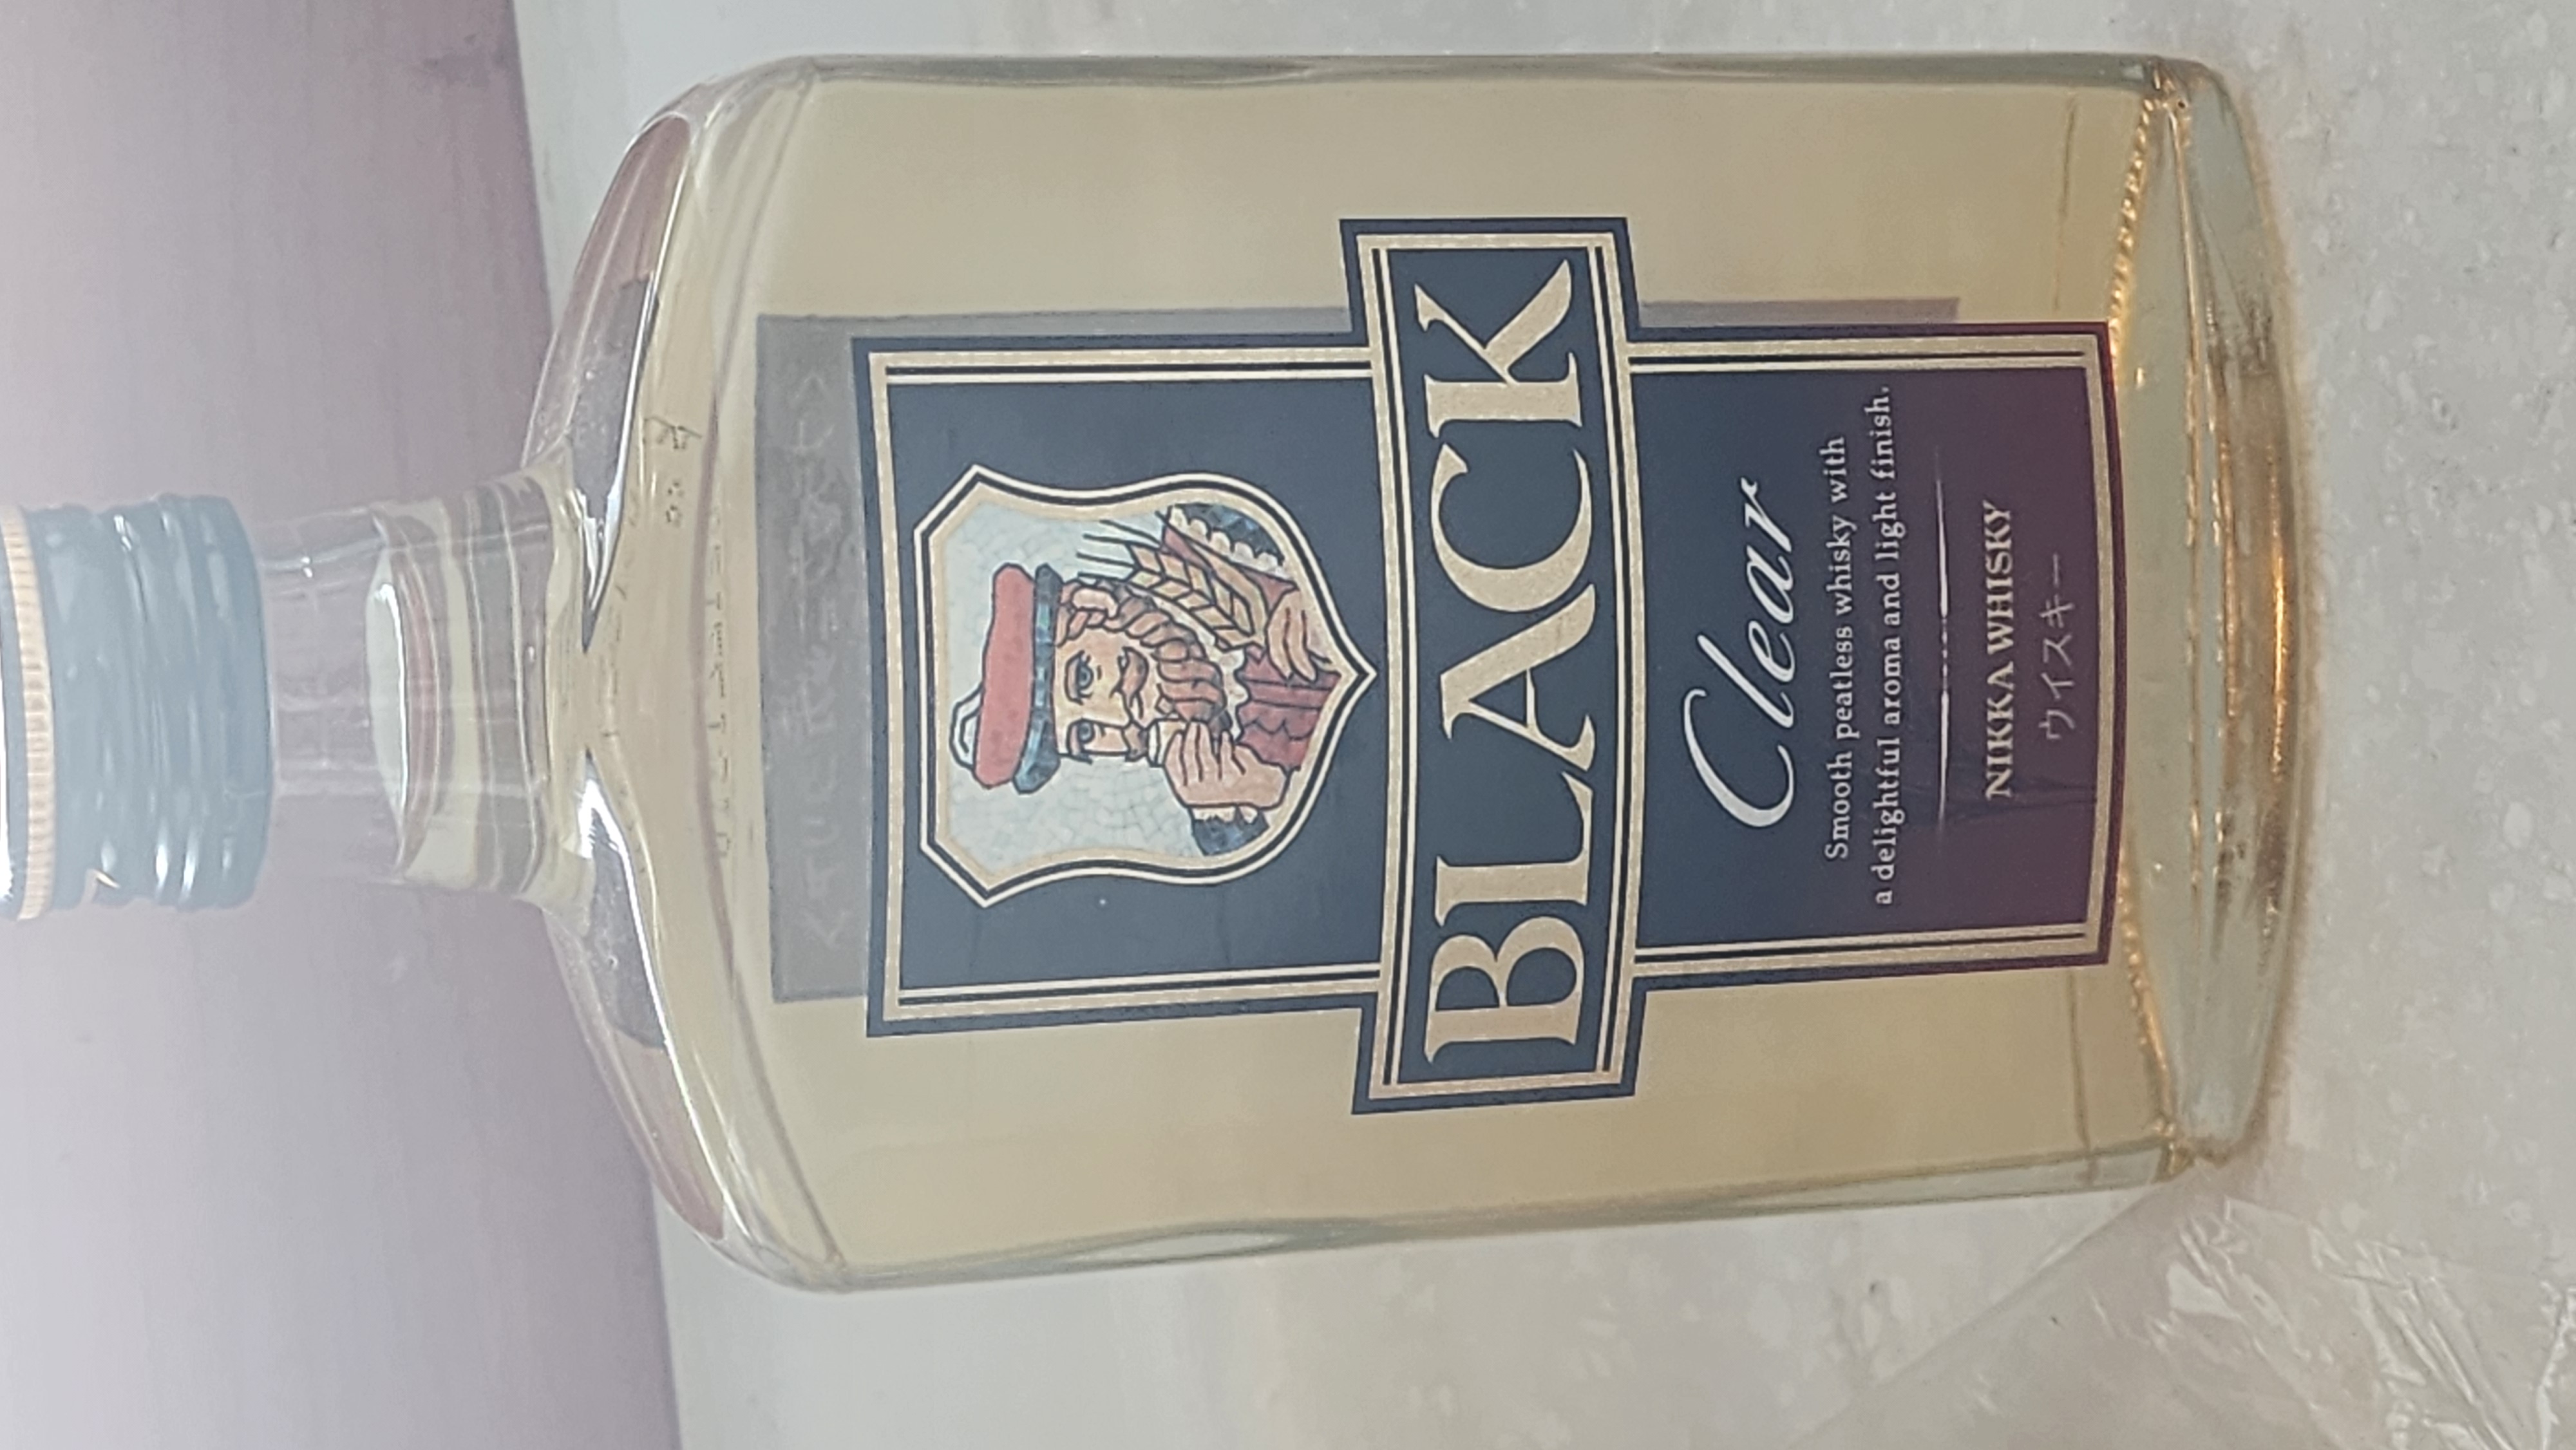 BLACK
Clear
Smooth peatless whisky with
a delightful aroma and light finish.
NIKKA WHISKY
ウイスキー